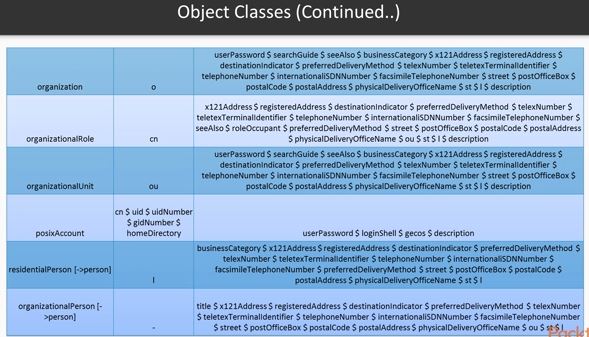 Object Classes (Continued..)
userPassword $ searchGuide $ seeAlso $ businessCategory $ x121Address $ registeredAddress $
destinationIndicator $ preferredDeliveryMethod $ telexNumber $ teletexTerminalIdentifier $
telephoneNumber $ internationaliSDNNumber $ facsimileTelephoneNumber $ street $ postOfficeBox $
organization o postalCode $ postalAddress $ physicalDeliveryOfficeName $ st $ l $ description
x121Address $ registeredAddress $ destinationIndicator $ preferredDeliveryMethod $ telexNumber $
teletexTerminalIdentifier $ telephoneNumber $ internationaliSDNNumber $ facsimileTelephoneNumber $
seeAlso $ roleOccupant $ preferredDeliveryMethod $ street $ postOfficeBox $ postalCode $ postalAddress
organizationalRole cn $ physicalDeliveryOfficeName $ ou $ st $ l $ description
userPassword $ searchGuide $ seeAlso $ businessCategory $ x121Address $ registeredAddress $
destinationIndicator $ preferredDeliveryMethod $ telexNumber $ teletexTerminalIdentifier $
telephoneNumber $ internationaliSDNNumber $ facsimileTelephoneNumber $ street $ postOfficeBox $
organizationalUnit ou postalCode $ postalAddress $ physicalDeliveryOfficeName $ st $ l $ description
cn $ uid $ uidNumber
$ gidNumber $
posixAccount homeDirectory userPassword $ loginShell $ gecos $ description
businessCategory $ x121Address $ registeredAddress $ destinationIndicator $ preferredDeliveryMethod $
telexNumber $ teletexTerminalIdentifier $ telephoneNumber $ internationaliSDNNumber $
residentialPerson [->person] facsimileTelephoneNumber $ preferredDeliveryMethod $ street $ postOfficeBox $ postalCode $
l postalAddress $ physicalDeliveryOfficeName $ st $ l
organizationalPerson [- title $ x121Address $ registeredAddress $ destinationIndicator $ preferredDeliveryMethod $ telexNumber
$ teletexTerminalIdentifier $ telephoneNumber $ internationaliSDNNumber $ facsimileTelephoneNumber
>person] - $ street $ postOfficeBox $ postalCode $ postalAddress $ physicalDeliveryOfficeName $ ou $ st $ l
Packt